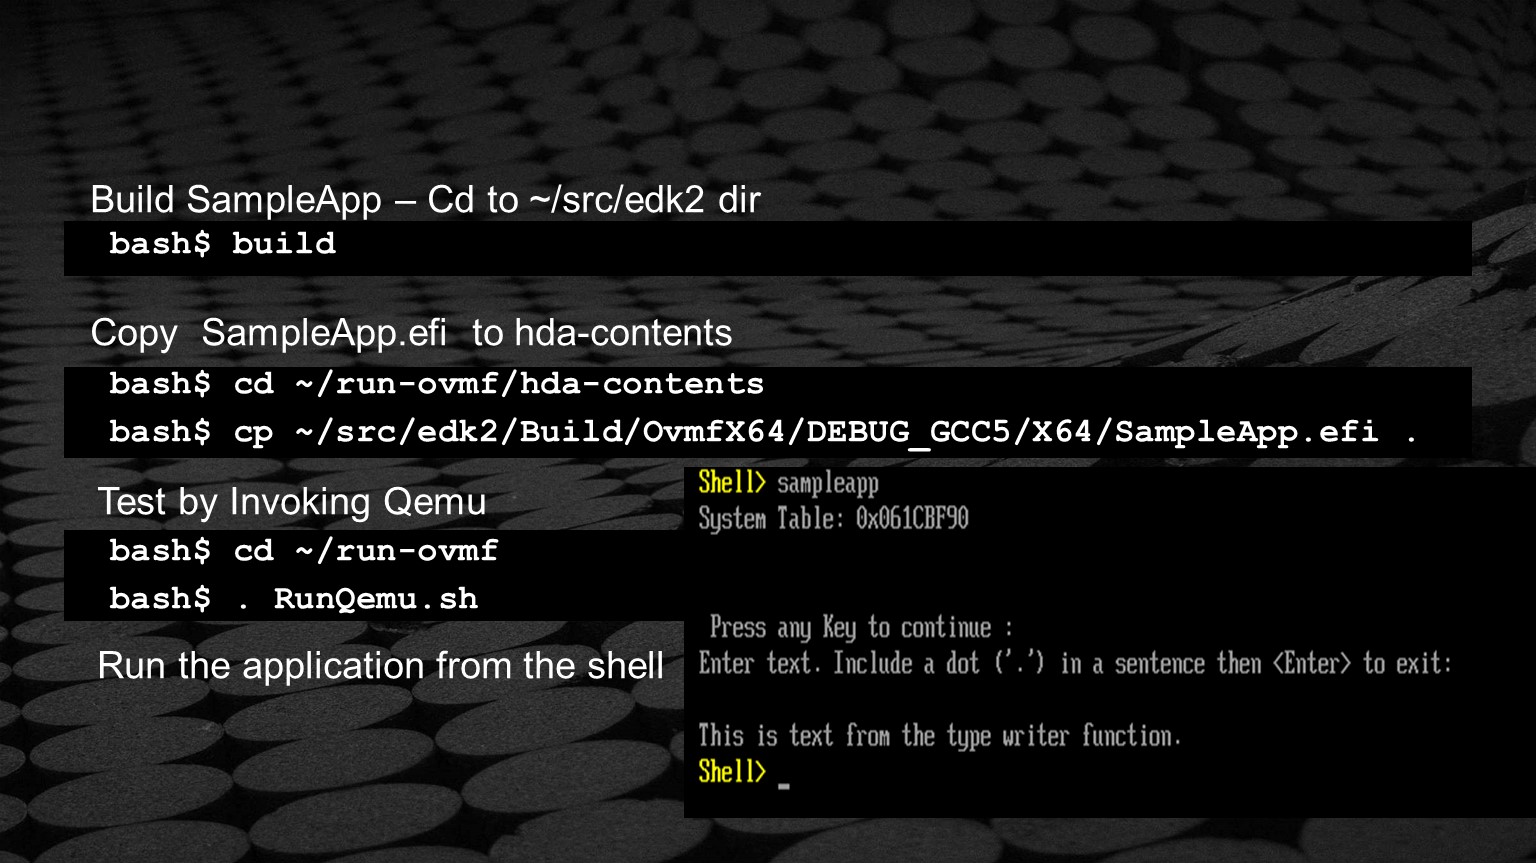 Build SampleApp – Cd to ~/src/edk2 dir
bash$ build
Copy SampleApp.efi to hda-contents
bash$ cd ~/run-ovmf/hda-contents
bash$ cp ~/src/edk2/Build/OvmfX64/DEBUG_GCC5/X64/SampleApp.efi .
Test by Invoking Qemu
bash$ cd ~/run-ovmf
bash$ . RunQemu.sh
Run the application from the shell
Shell> sampleapp
System Table: 0x061CBF90
Press any Key to continue :
Enter text. Include a dot ('.') in a sentence then <Enter> to exit:
This is text from the type writer function.
Shell> _